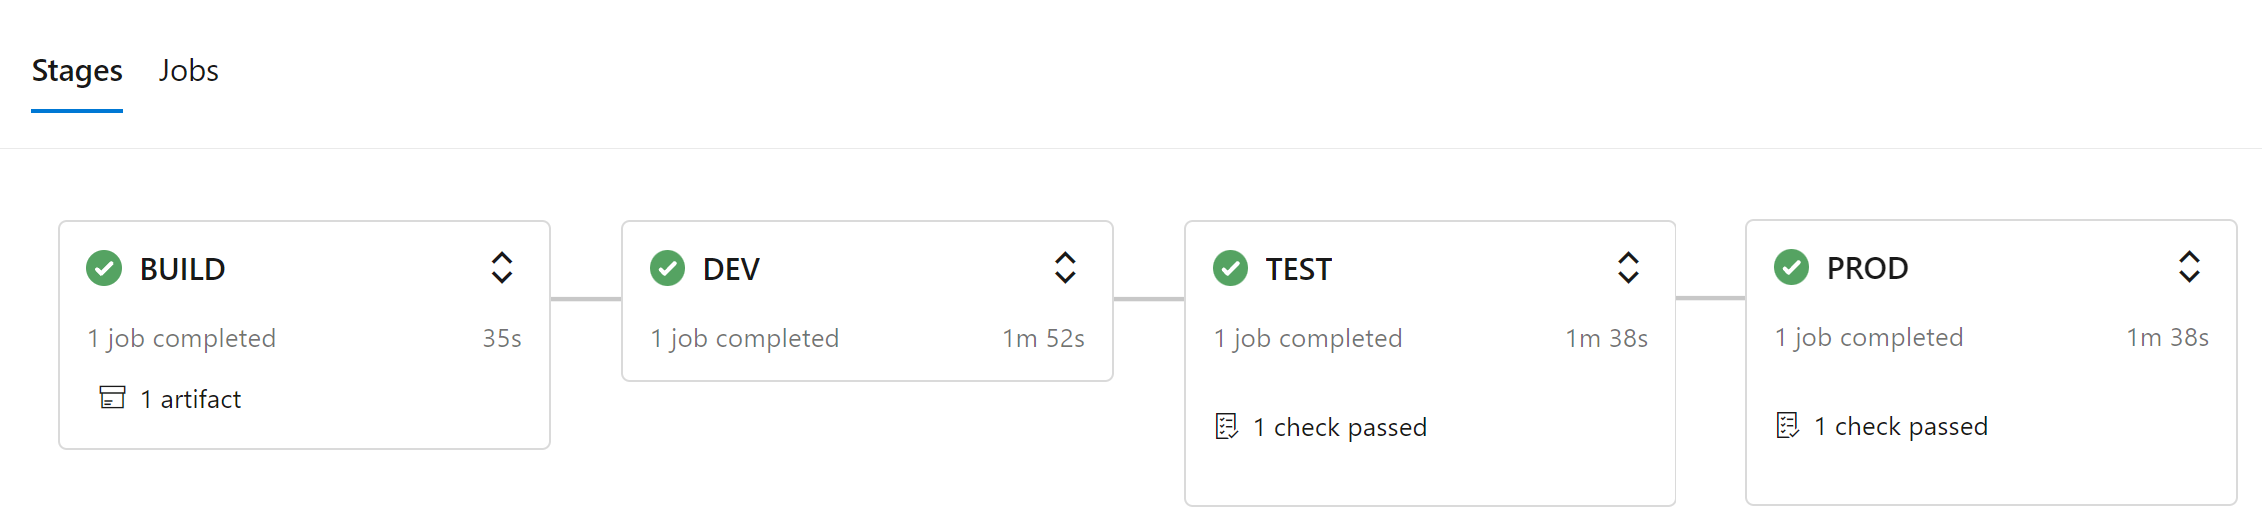 Stages Jobs
BUILD
1 job completed 35s
1 artifact
DEV
1 job completed 1m 52s
TEST
1 job completed 1m 38s
1 check passed
PROD
1 job completed 1m 38s
1 check passed